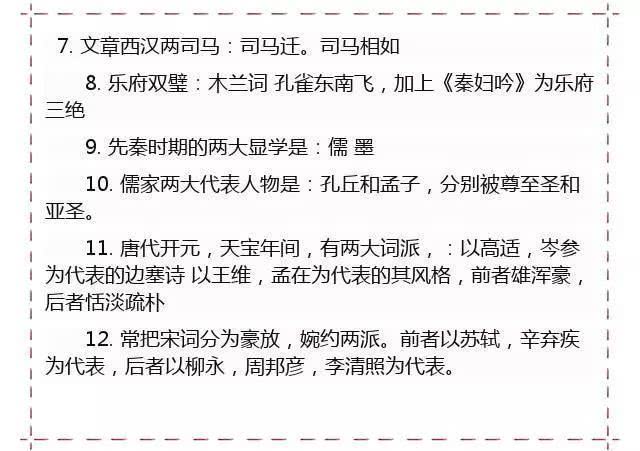 7. 文章西汉两司马：司马迁。司马相如
8. 乐府双璧：木兰词 孔雀东南飞，加上《秦妇吟》为乐府
三绝
9. 先秦时期的两大显学是：儒 墨
10. 儒家两大代表人物是：孔丘和孟子，分别被尊至圣和
亚圣。
11. 唐代开元，天宝年间，有两大词派，：以高适，岑参
为代表的边塞诗 以王维，孟在为代表的其风格，前者雄浑豪，
后者恬淡疏朴
12. 常把宋词分为豪放，婉约两派。前者以苏轼，辛弃疾
为代表，后者以柳永，周邦彦，李清照为代表。